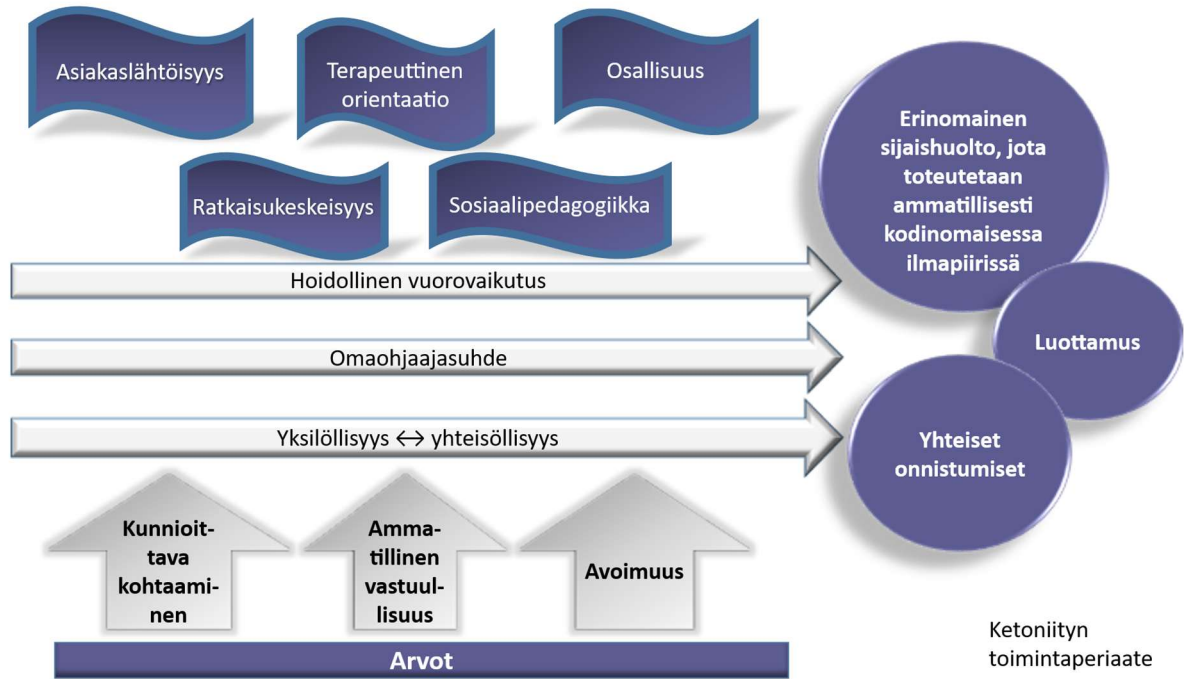 Asiakaslähtöisyys
Terapeuttinen
orientaatio
Osallisuus
Ratkaisukeskeisyys
Sosiaalipedagogiikka
Hoidollinen vuorovaikutus
Omaohjaajasuhde
Yksilöllisyys ↔ yhteisöllisyys
Erinomainen
sijaishuolto, jota
toteutetaan
ammatillisesti
kodinomaisessa
ilmapiirissä
Luottamus
Yhteiset
onnistumiset
Kunnioit-
tava
kohtaami-
nen
Amma-
tillinen
vastuul-
lisuus
Avoimuus
Arvot
Ketoniityn
toimintaperiaate